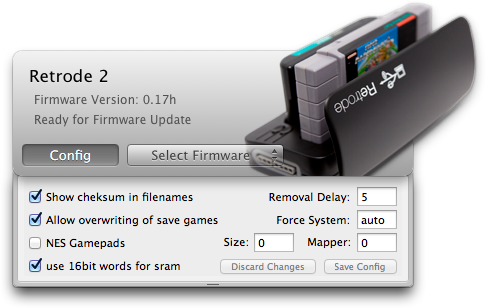 Retrode 2
Firmware Version: 0.17h
Ready for Firmware Update
Retrode
Config
Select Firmware
Show cheksum in filenames
Removal Delay: 5
Allow overwriting of save games
Force System: auto
NES Gamepads
Size: 0
Mapper: 0
use 16bit words for sram
Discard Changes
Save Config